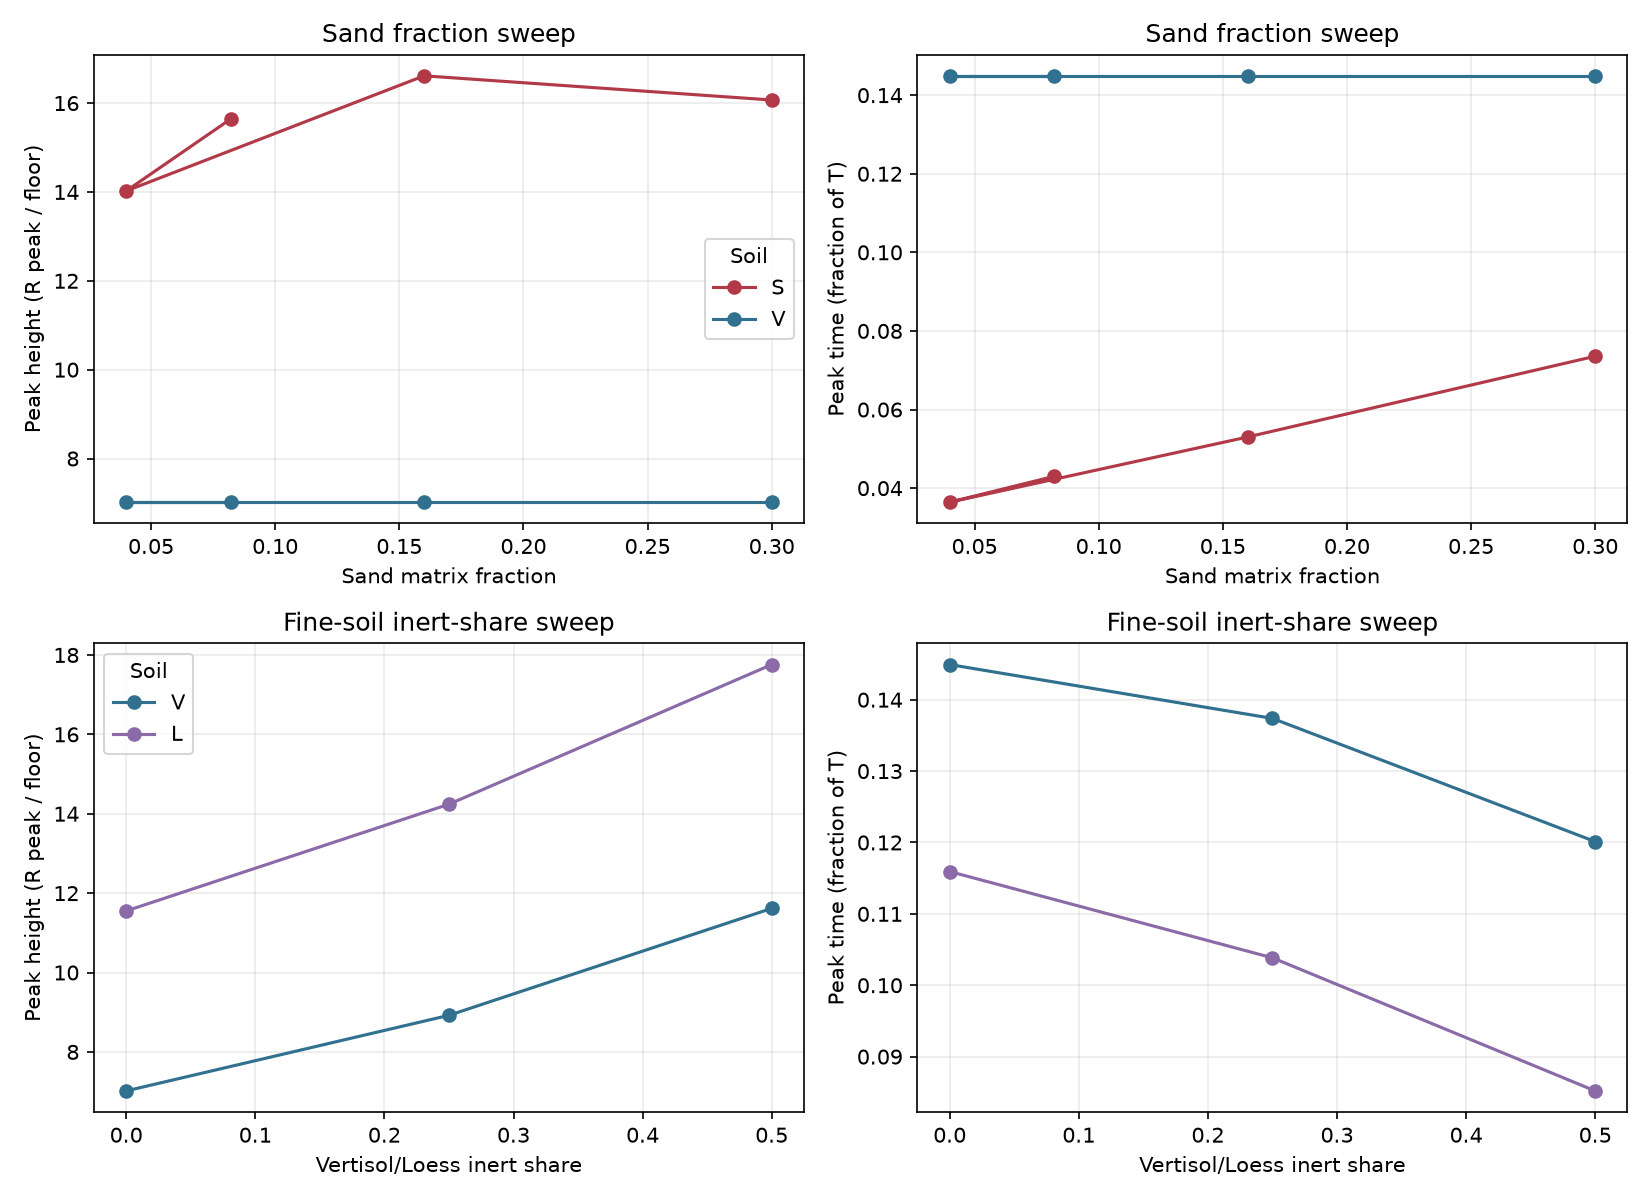 Sand fraction sweep
Peak height (R peak / floor)
16
14
12
10
8
Soil
S
V
0.05 0.10 0.15 0.20 0.25 0.30
Sand matrix fraction
Sand fraction sweep
Peak time (fraction of T)
0.14
0.12
0.10
0.08
0.06
0.04
0.05 0.10 0.15 0.20 0.25 0.30
Sand matrix fraction
Fine-soil inert-share sweep
Peak height (R peak / floor)
18
16
14
12
10
8
Soil
V
L
0.0 0.1 0.2 0.3 0.4 0.5
Vertisol/Loess inert share
Fine-soil inert-share sweep
Peak time (fraction of T)
0.14
0.13
0.12
0.11
0.10
0.09
0.0 0.1 0.2 0.3 0.4 0.5
Vertisol/Loess inert share